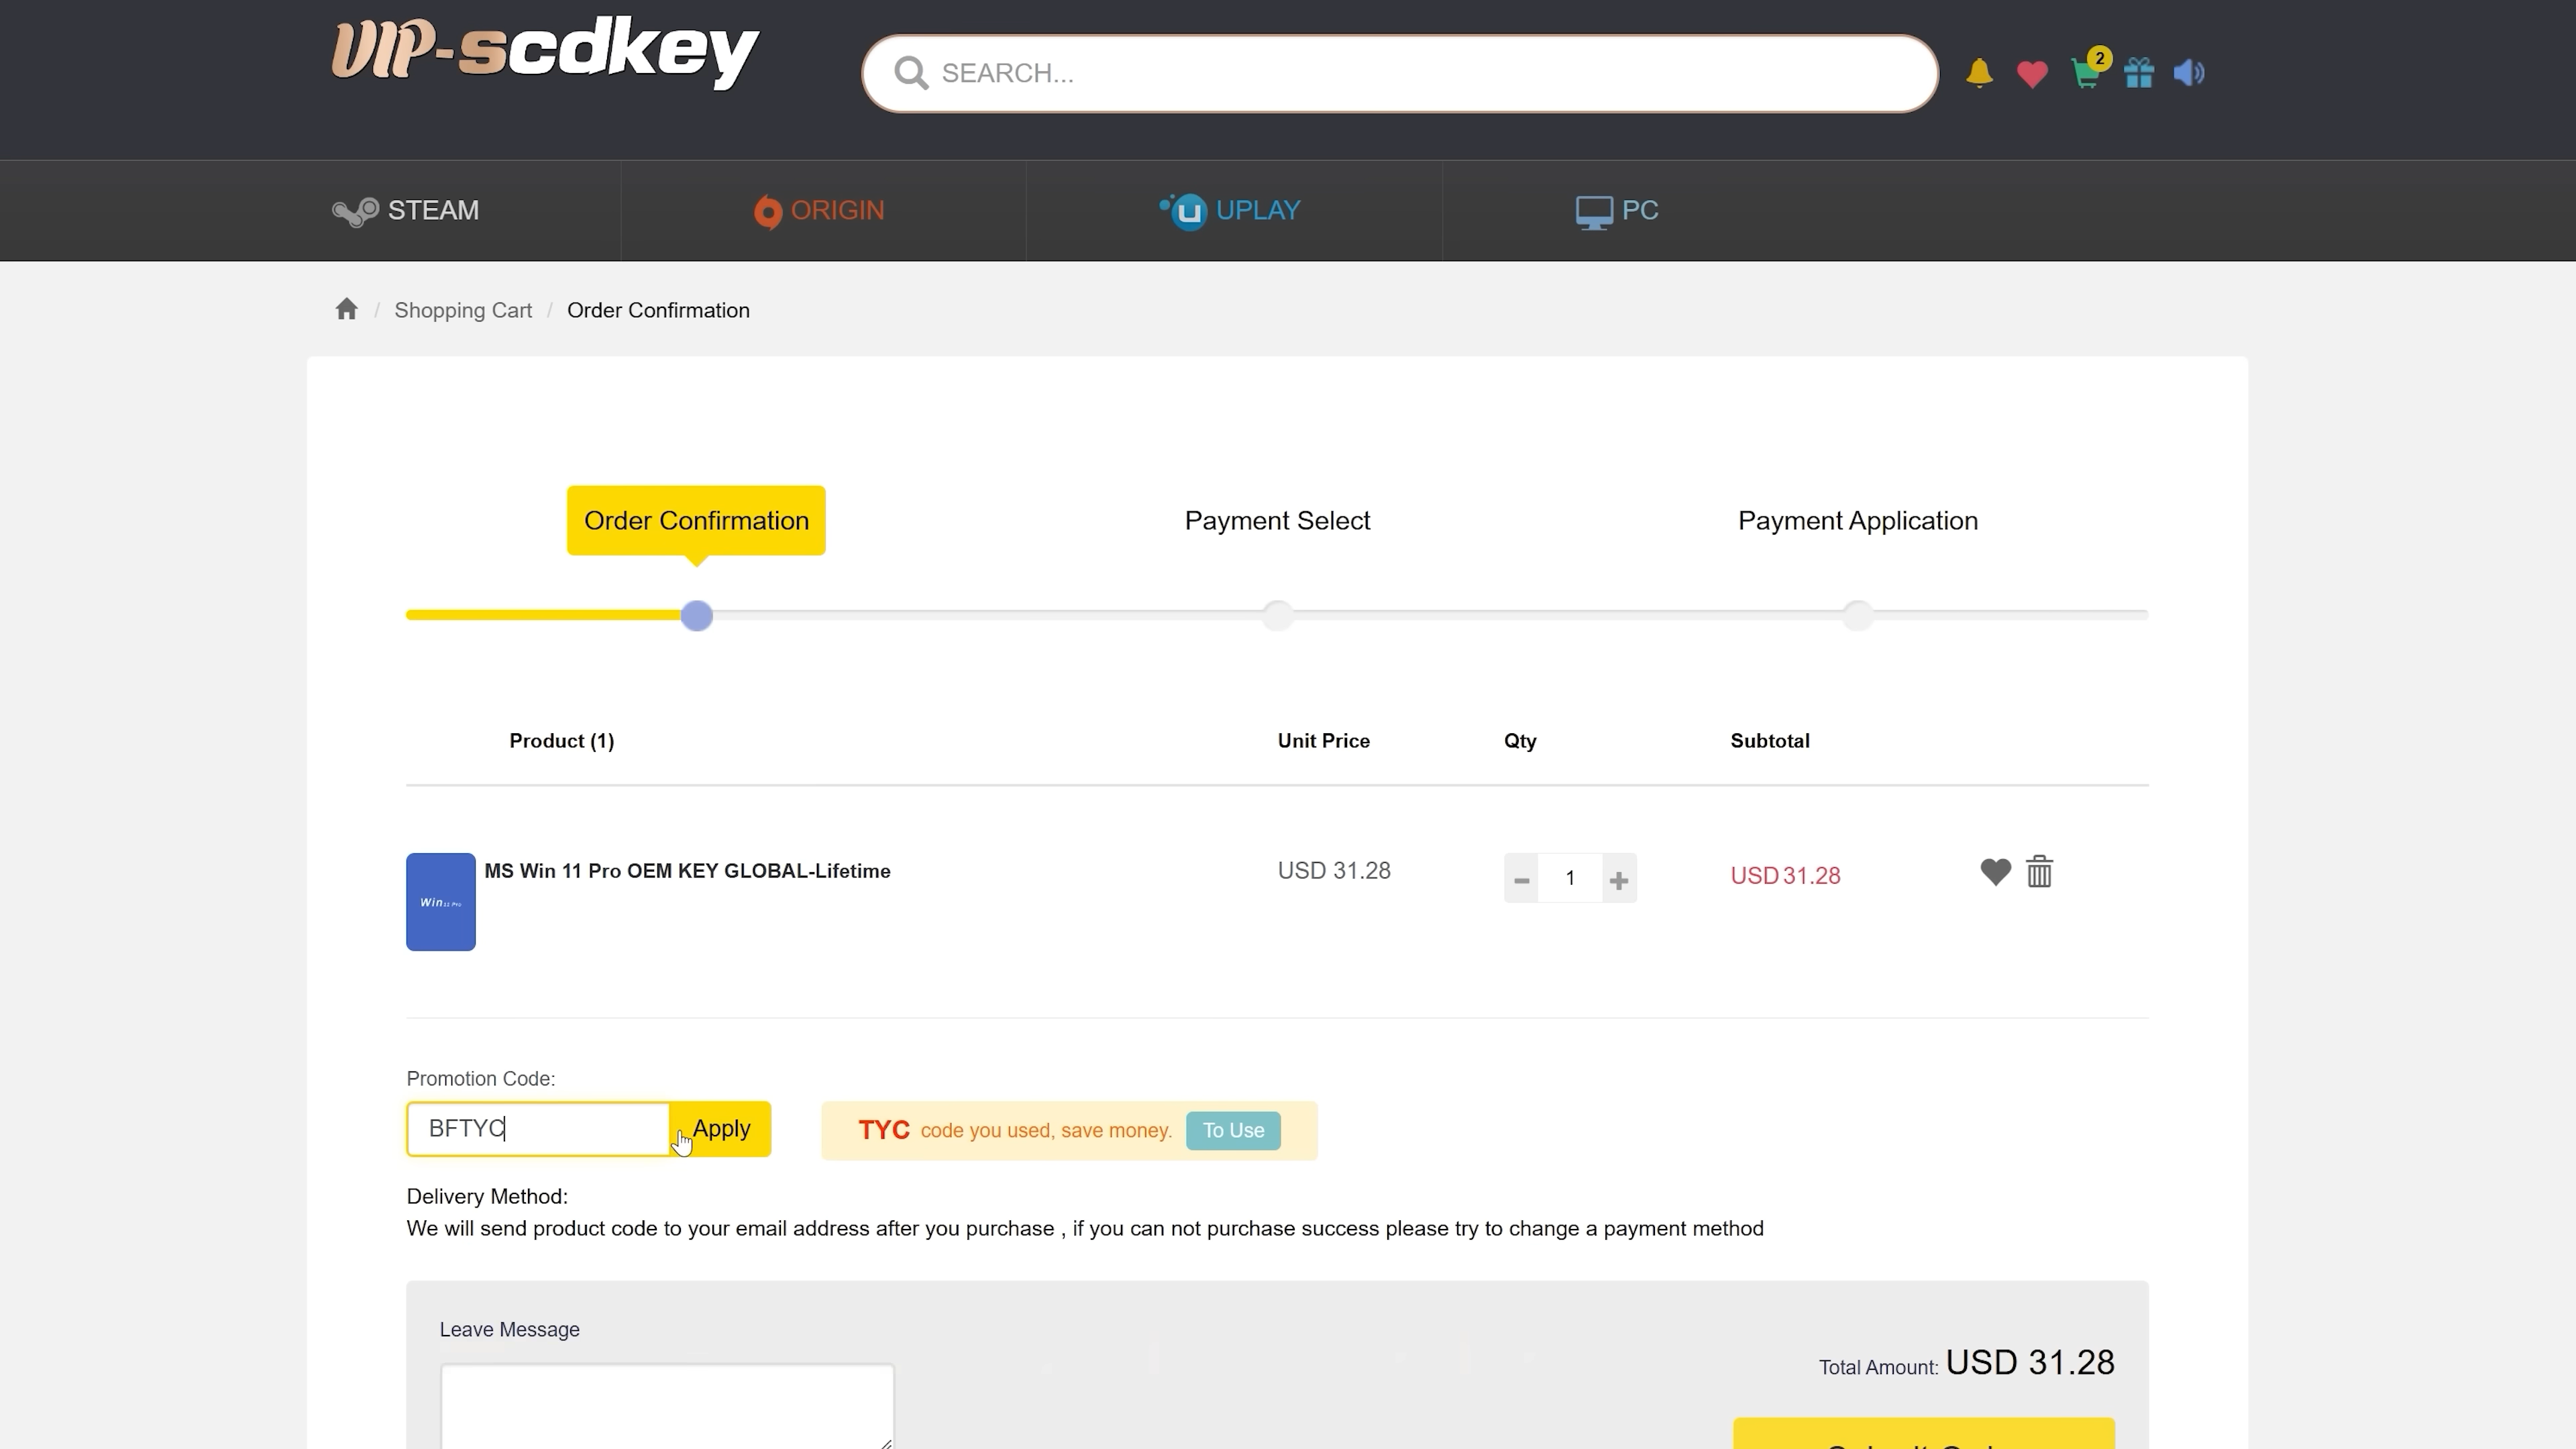 VIP-scdkey
SEARCH...
2
STEAM
ORIGIN
UPLAY
PC
/ Shopping Cart / Order Confirmation
Order Confirmation
Payment Select
Payment Application
Product (1)
Unit Price
Qty
Subtotal
Win 11 Pro
MS Win 11 Pro OEM KEY GLOBAL-Lifetime
USD 31.28
1
USD 31.28
Promotion Code:
BFTYC
Apply
TYC code you used, save money.
To Use
Delivery Method:
We will send product code to your email address after you purchase , if you can not purchase success please try to change a payment method
Leave Message
Total Amount: USD 31.28